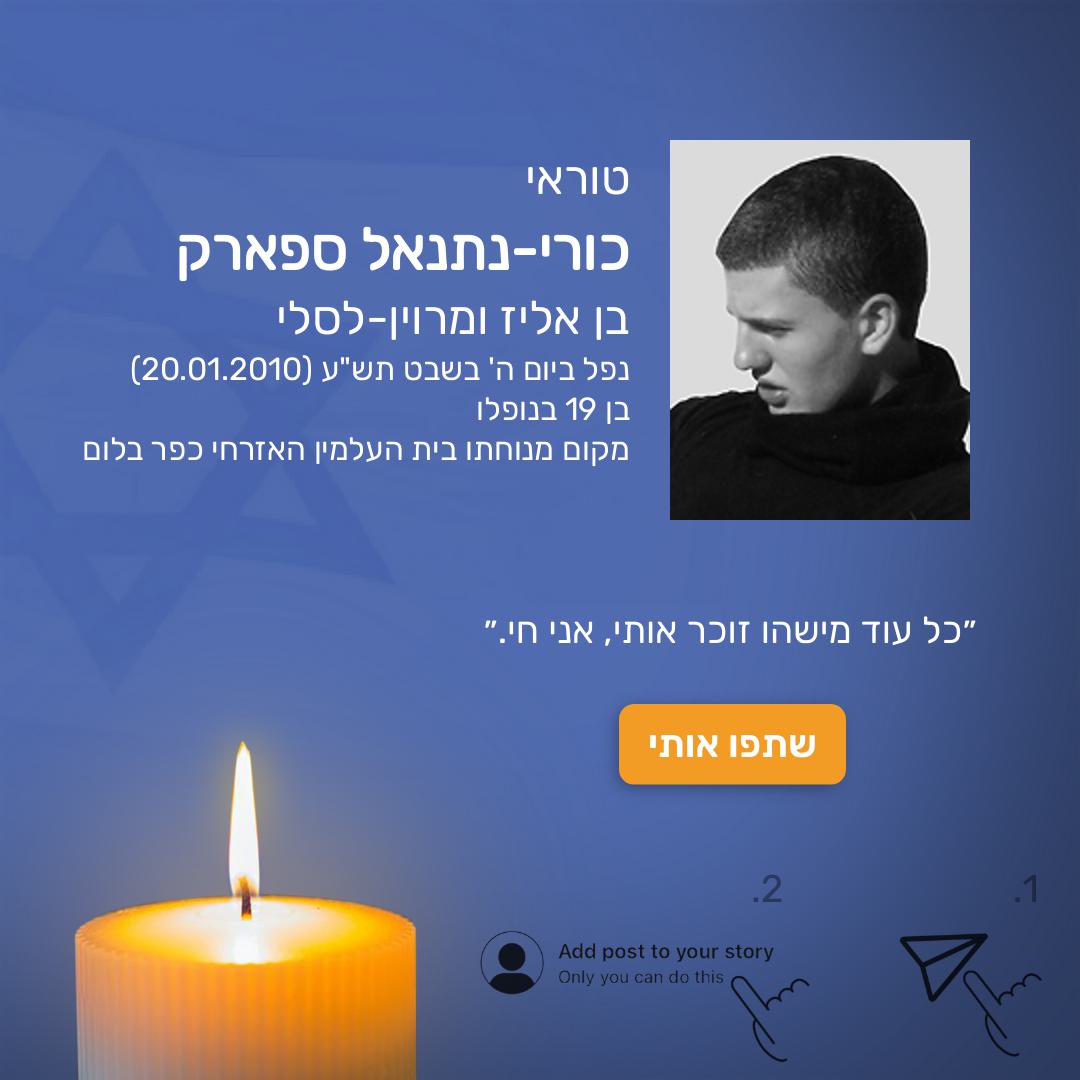 טוראי
כורי-נתנאל ספארק
בן אליז ומרוין-לסלי
נפל ביום ה' בשבט תש"ע (20.01.2010)
בן 19 בנופלו
מקום מנוחתו בית העלמין האזרחי כפר בלום
״כל עוד מישהו זוכר אותי, אני חי.״
שתפו אותי
1.
2.
Add post to your story
Only you can do this